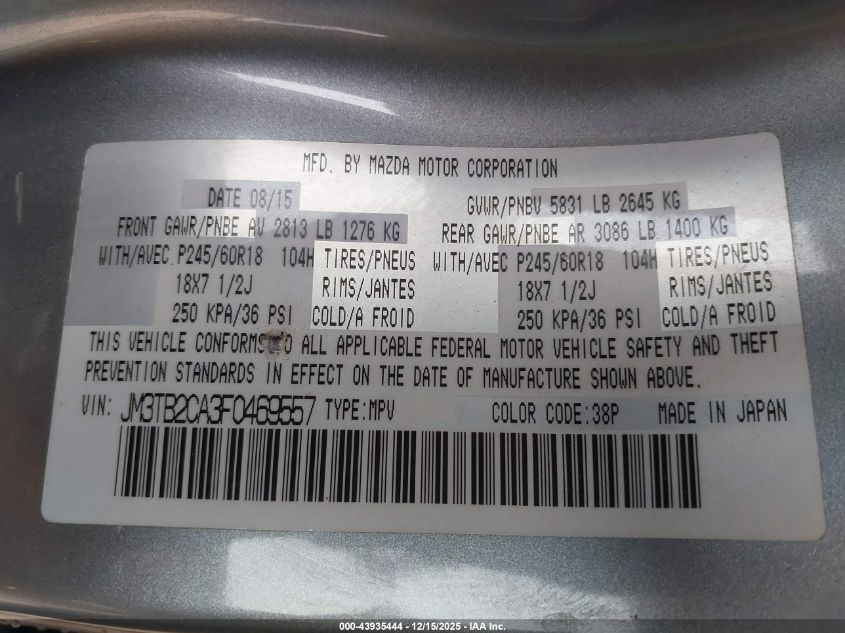 MFD. BY MAZDA MOTOR CORPORATION
DATE 08/15 GVWR/PNBV 5831 LB 2645 KG
FRONT GAWR/PNBE AV 2813 LB 1276 KG REAR GAWR/PNBE AR 3086 LB 1400 KG
WITH/AVEC P245/60R18 104H TIRES/PNEUS WITH/AVEC P245/60R18 104H TIRES/PNEUS
18X7 1/2J RIMS/JANTES 18X7 1/2J RIMS/JANTES
250 KPA/36 PSI COLD/A FROID 250 KPA/36 PSI COLD/A FROID
THIS VEHICLE CONFORMS TO ALL APPLICABLE FEDERAL MOTOR VEHICLE SAFETY AND THEFT
PREVENTION STANDARDS IN EFFECT ON THE DATE OF MANUFACTURE SHOWN ABOVE.
VIN: JM3TB2CA3F0469557 TYPE:MPV COLOR CODE:38P MADE IN JAPAN
000-43935444 - 12/15/2025 - IAA Inc.